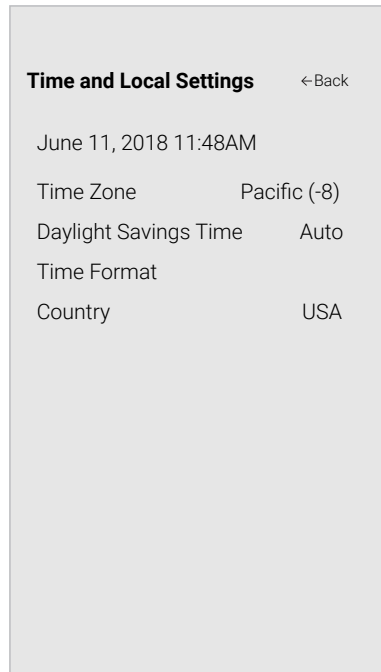 Time and Local Settings ←Back
June 11, 2018 11:48AM
Time Zone Pacific (-8)
Daylight Savings Time Auto
Time Format
Country USA